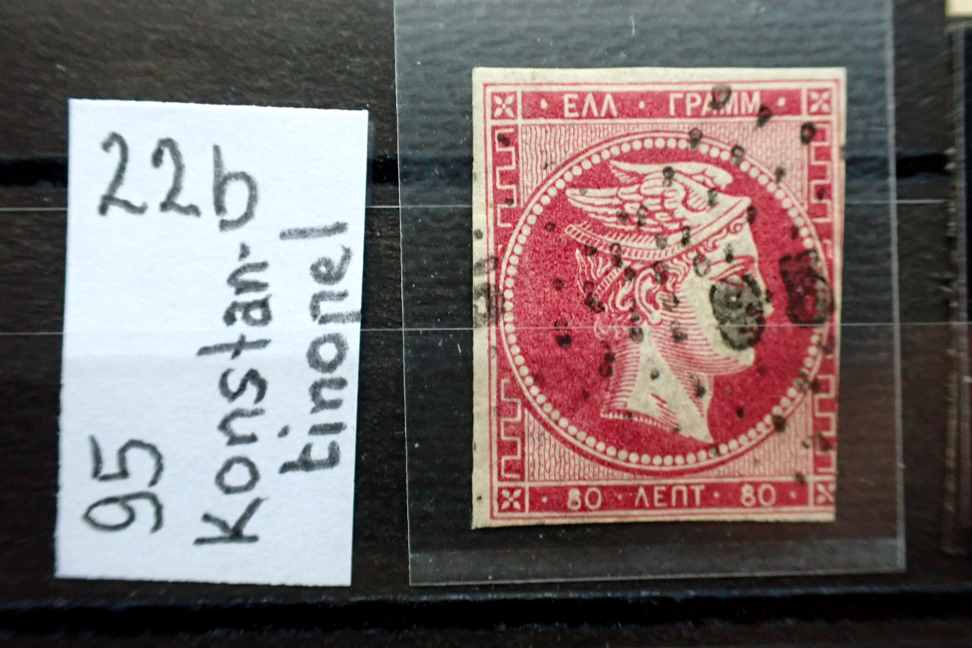 95 22b
Konstan-
tinopel
ΕΛΛ · ΓΡΑΜΜ
80 · ΛΕΠΤ · 80